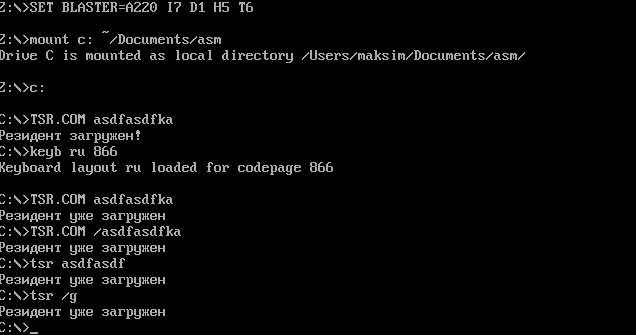 Z:\>SET BLASTER=A220 I7 D1 H5 T6
Z:\>mount c: ~/Documents/asm
Drive C is mounted as local directory /Users/maksim/Documents/asm/
Z:\>c:
C:\>TSR.COM asdfasdfka
Резидент загружен!
C:\>keyb ru 866
Keyboard layout ru loaded for codepage 866
C:\>TSR.COM asdfasdfka
Резидент уже загружен
C:\>TSR.COM /asdfasdfka
Резидент уже загружен
C:\>tsr asdfasdf
Резидент уже загружен
C:\>tsr /g
Резидент уже загружен
C:\>_